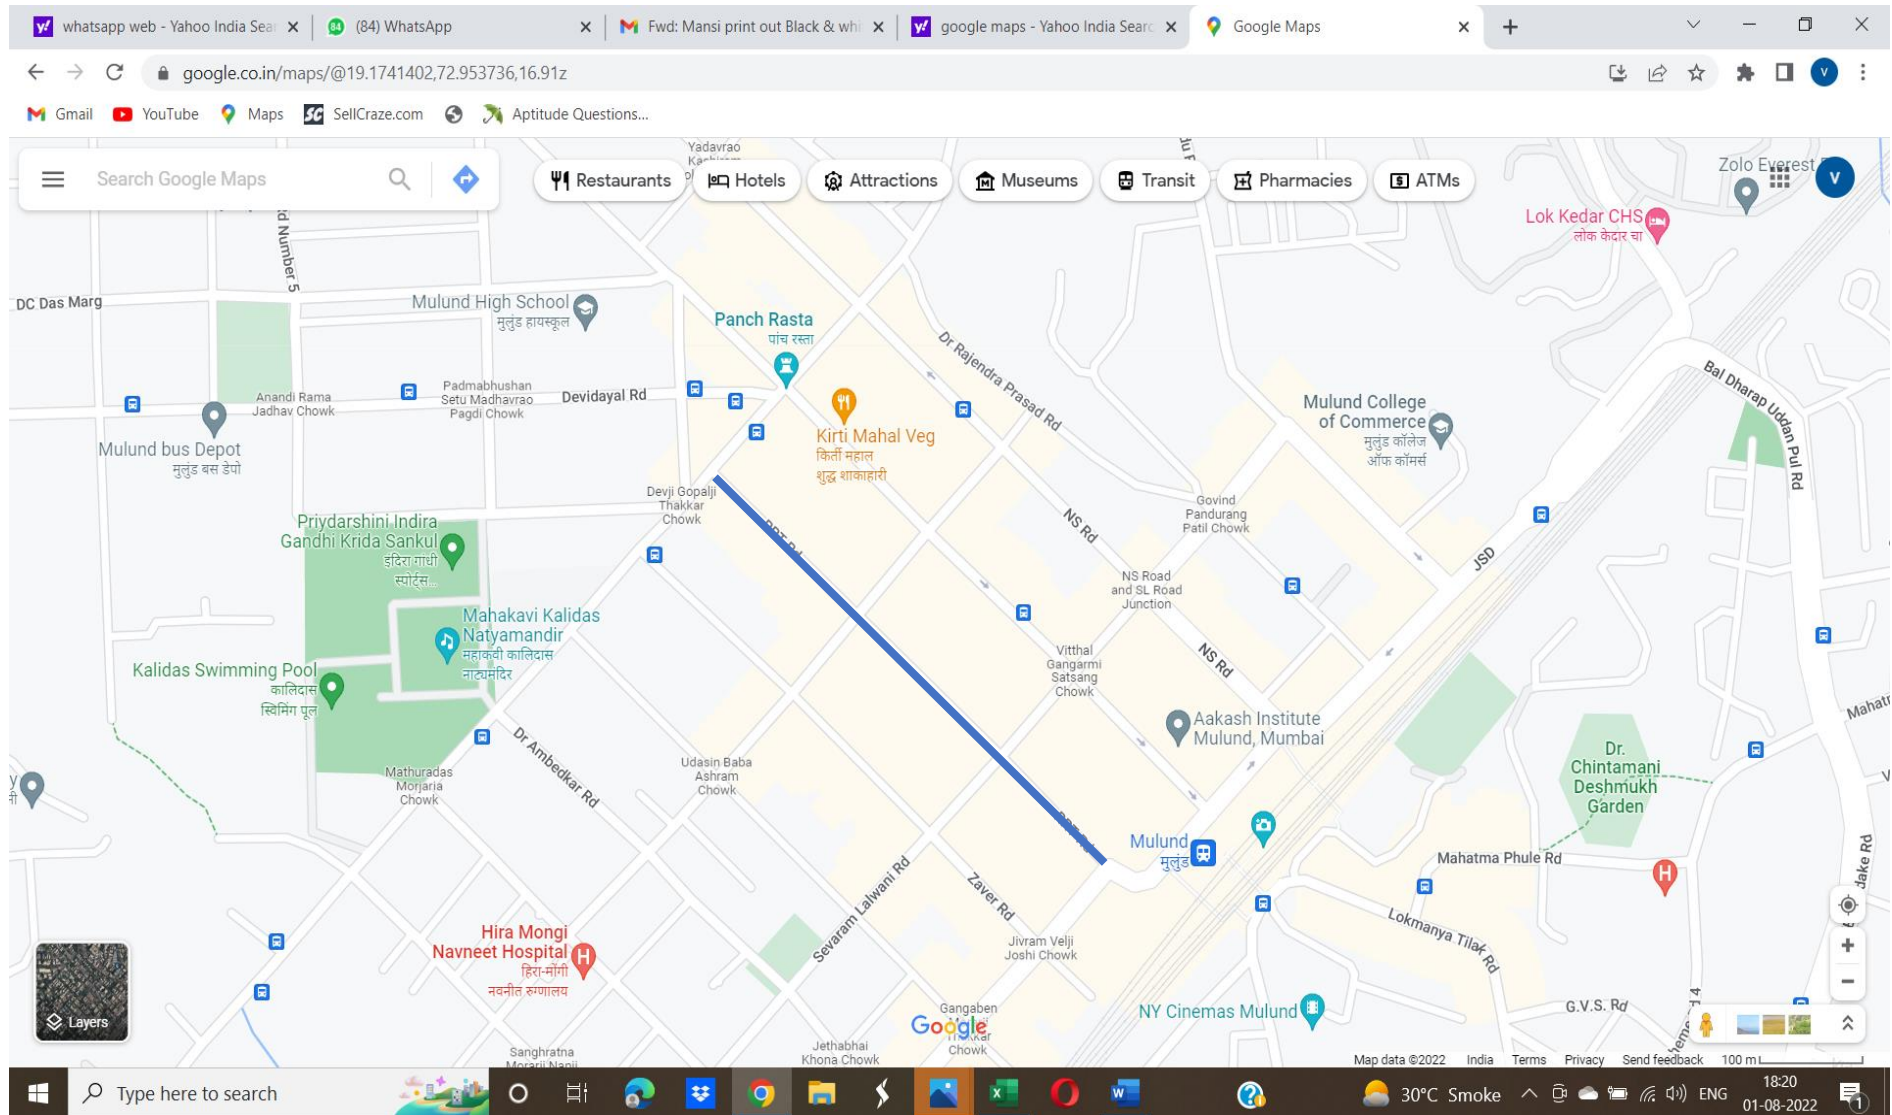 whatsapp web - Yahoo India Sear
(84) WhatsApp
Fwd: Mansi print out Black & whi
google maps - Yahoo India Searc
Google Maps
google.co.in/maps/@19.1741402,72.953736,16.91z
Gmail
YouTube
Maps
SellCraze.com
Aptitude Questions...
Search Google Maps
Restaurants
Hotels
Attractions
Museums
Transit
Pharmacies
ATMs
V
Yadavrao
Zolo Everest
Lok Kedar CHS
लोक केदार चा
d Number 5
DC Das Marg
Mulund High School
मुलुंड हायस्कूल
Panch Rasta
पांच रस्ता
Dr Rajendra Prasad Rd
Bal Dharap Uddan Pul Rd
Anandi Rama
Jadhav Chowk
Padmabhushan
Setu Madhavrao
Pagdi Chowk
Devidayal Rd
Mulund College
of Commerce
मुलुंड कॉलेज
ऑफ कॉमर्स
Kirti Mahal Veg
किर्ती महाल
शुद्ध शाकाहारी
Mulund bus Depot
मुलुंड बस डेपो
Devji Gopalji
Thakkar
Chowk
Govind
Pandurang
Patil Chowk
NS Rd
JSD
Priydarshini Indira
Gandhi Krida Sankul
इंदिरा गांधी
स्पोर्ट्स...
NS Road
and SL Road
Junction
Mahakavi Kalidas
Natyamandir
महाकवी कालिदास
नाट्यमंदिर
Vitthal
Gangarmi
Satsang
Chowk
NS Rd
Kalidas Swimming Pool
कालिदास
स्विमिंग पूल
Mahatm
Aakash Institute
Mulund, Mumbai
Dr Ambedkar Rd
Udasin Baba
Ashram
Chowk
Mathuradas
Morjaria
Chowk
Dr.
Chintamani
Deshmukh
Garden
Mulund
मुलुंड
Mahatma Phule Rd
dake Rd
Sevaram Lalwani Rd
Zaver Rd
Lokmanya Tilak Rd
Hira Mongi
Navneet Hospital
हिरा-मोंगी
नवनीत रुग्णालय
Jivram Velji
Joshi Chowk
NY Cinemas Mulund
G.V.S. Rd
Gangaben
Chowk
Google
Layers
Sanghratna
Jethabhai
Khona Chowk
Map data ©2022
India
Terms
Privacy
Send feedback
100 m
Type here to search
30°C Smoke
ENG
18:20
01-08-2022
1